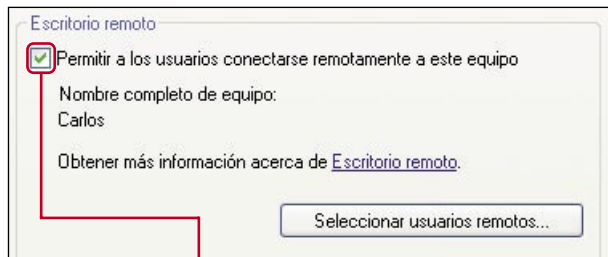 Escritorio remoto
Permitir a los usuarios conectarse remotamente a este equipo
Nombre completo de equipo:
Carlos
Obtener más información acerca de Escritorio remoto.
Seleccionar usuarios remotos...